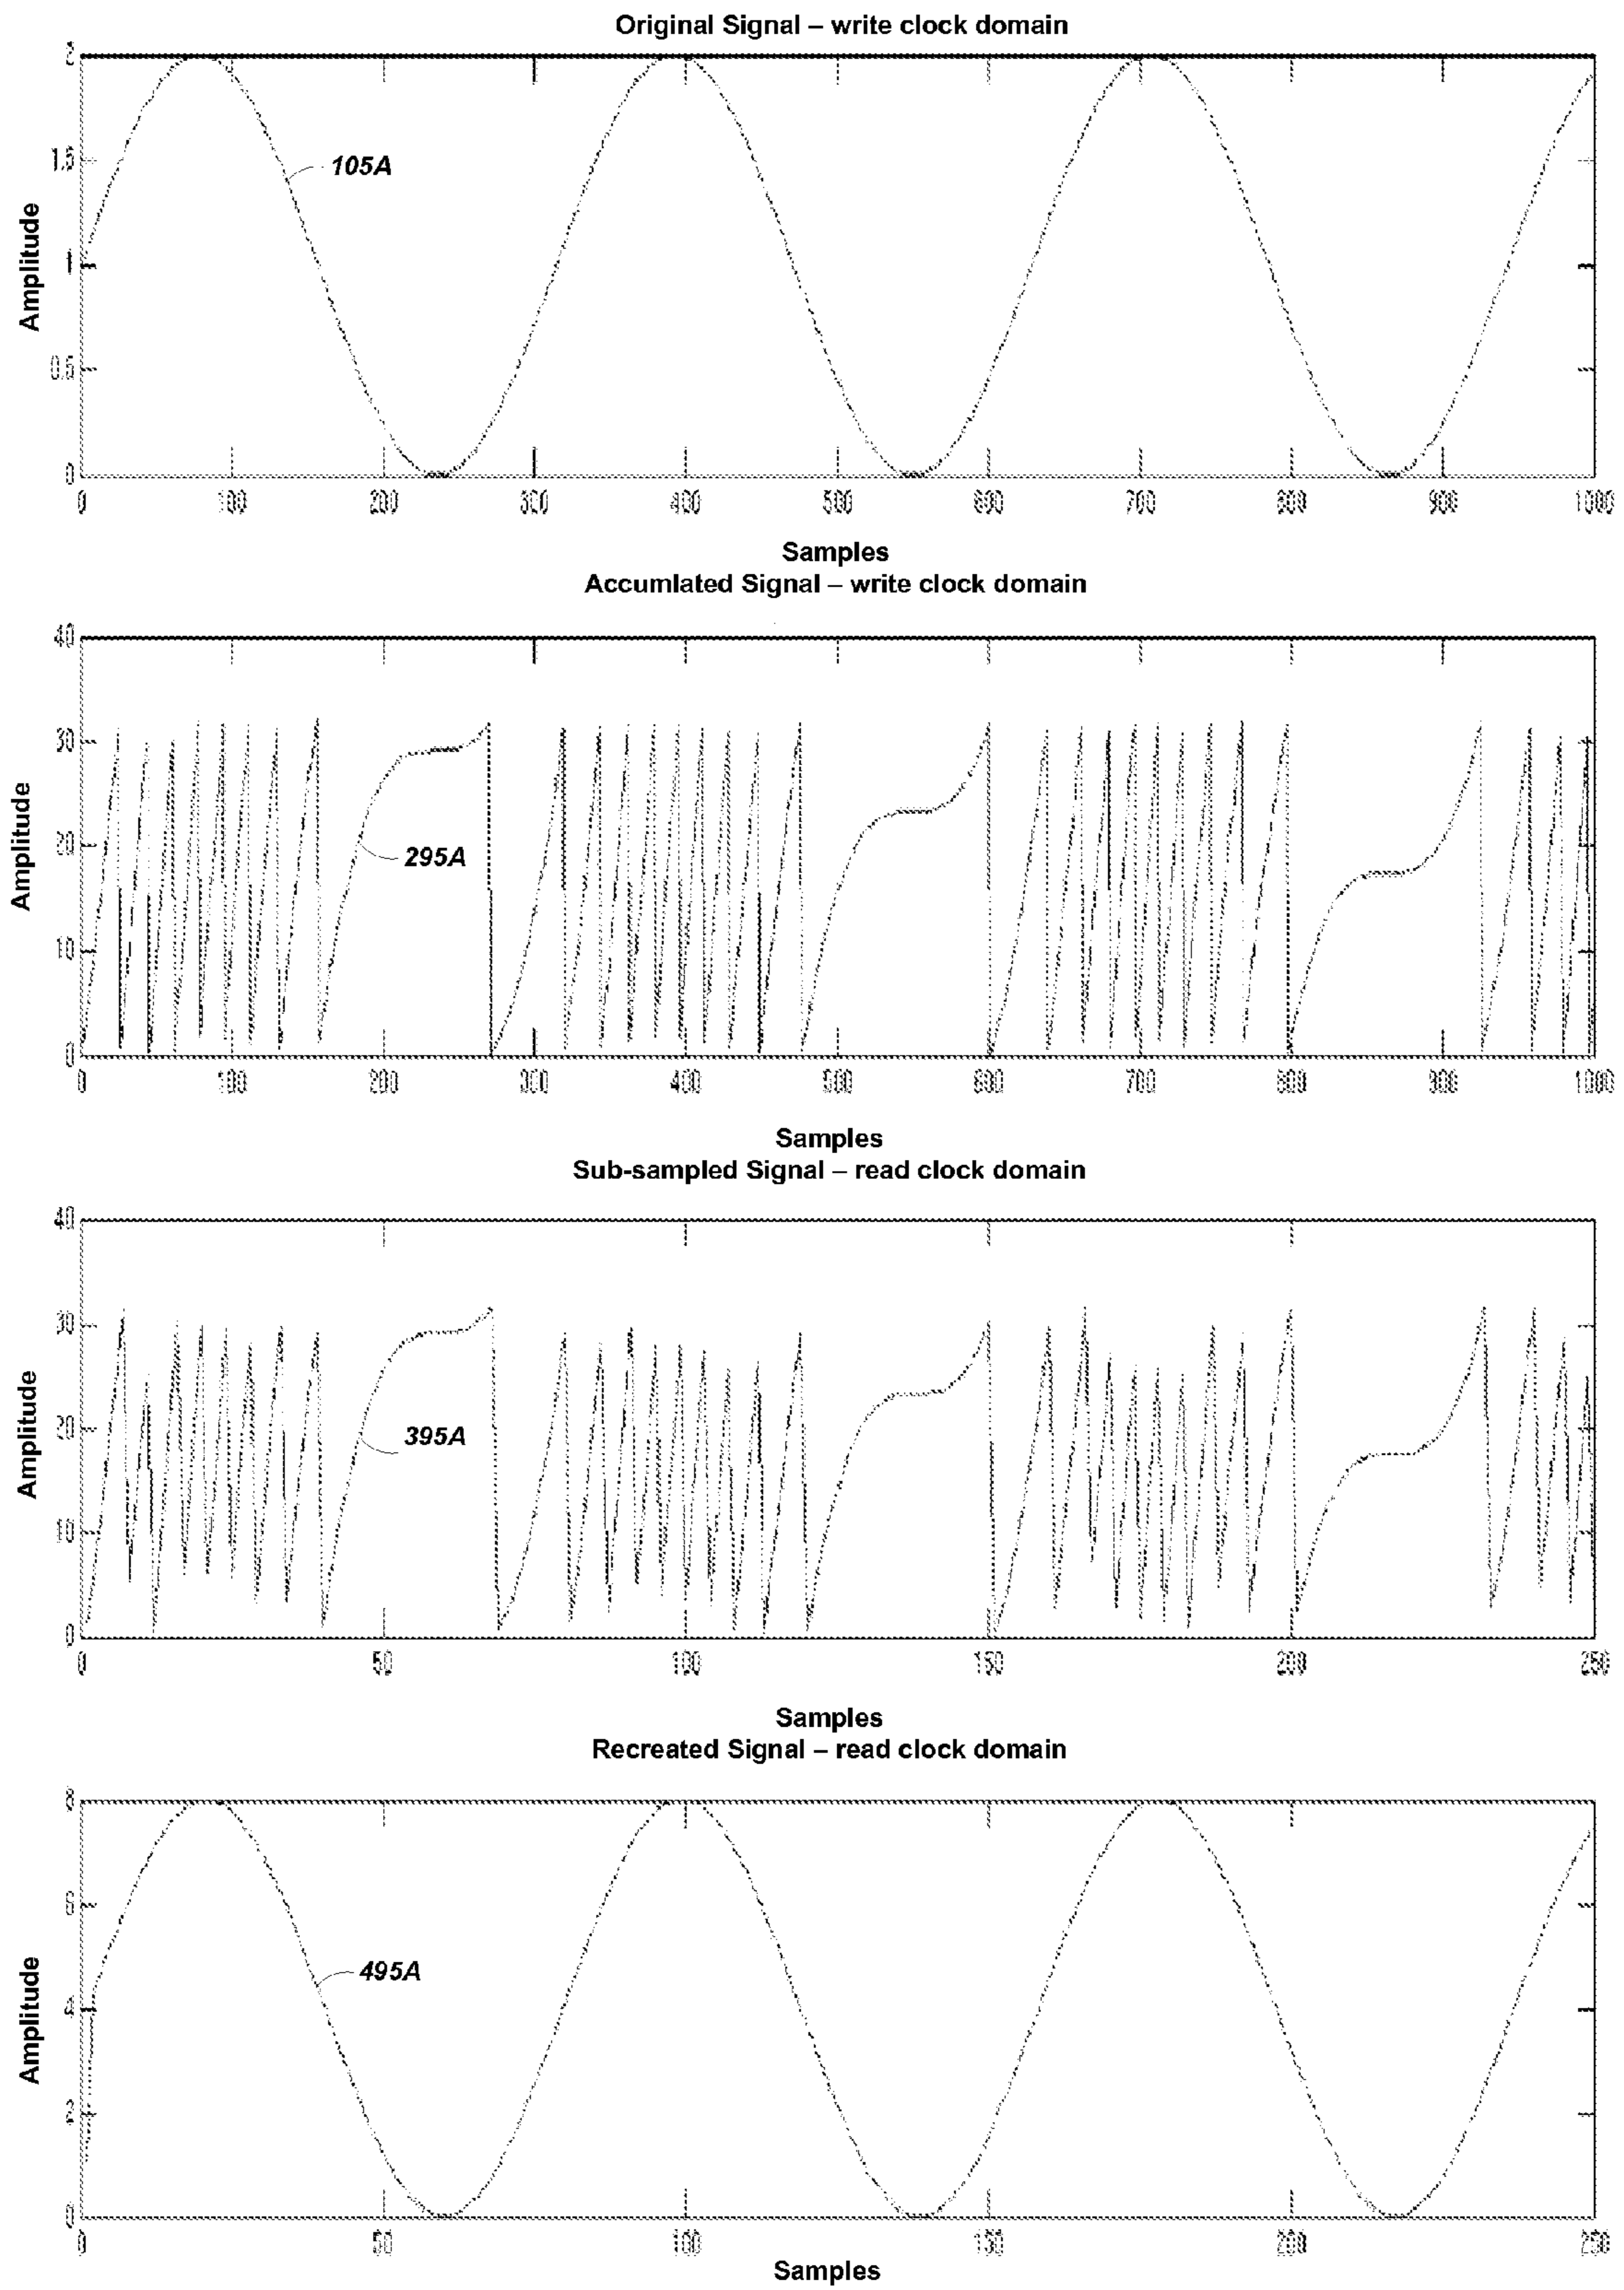 Original Signal – write clock domain
Amplitude
2
1.5
1
0.5
0
105A
0 100 200 300 400 500 600 700 800 900 1000
Samples
Accumlated Signal – write clock domain
Amplitude
40
30
20
10
0
295A
0 100 200 300 400 500 600 700 800 900 1000
Samples
Sub-sampled Signal – read clock domain
Amplitude
40
30
20
10
0
395A
0 50 100 150 200 250
Samples
Recreated Signal – read clock domain
Amplitude
8
6
4
2
0
495A
0 50 100 150 200 250
Samples